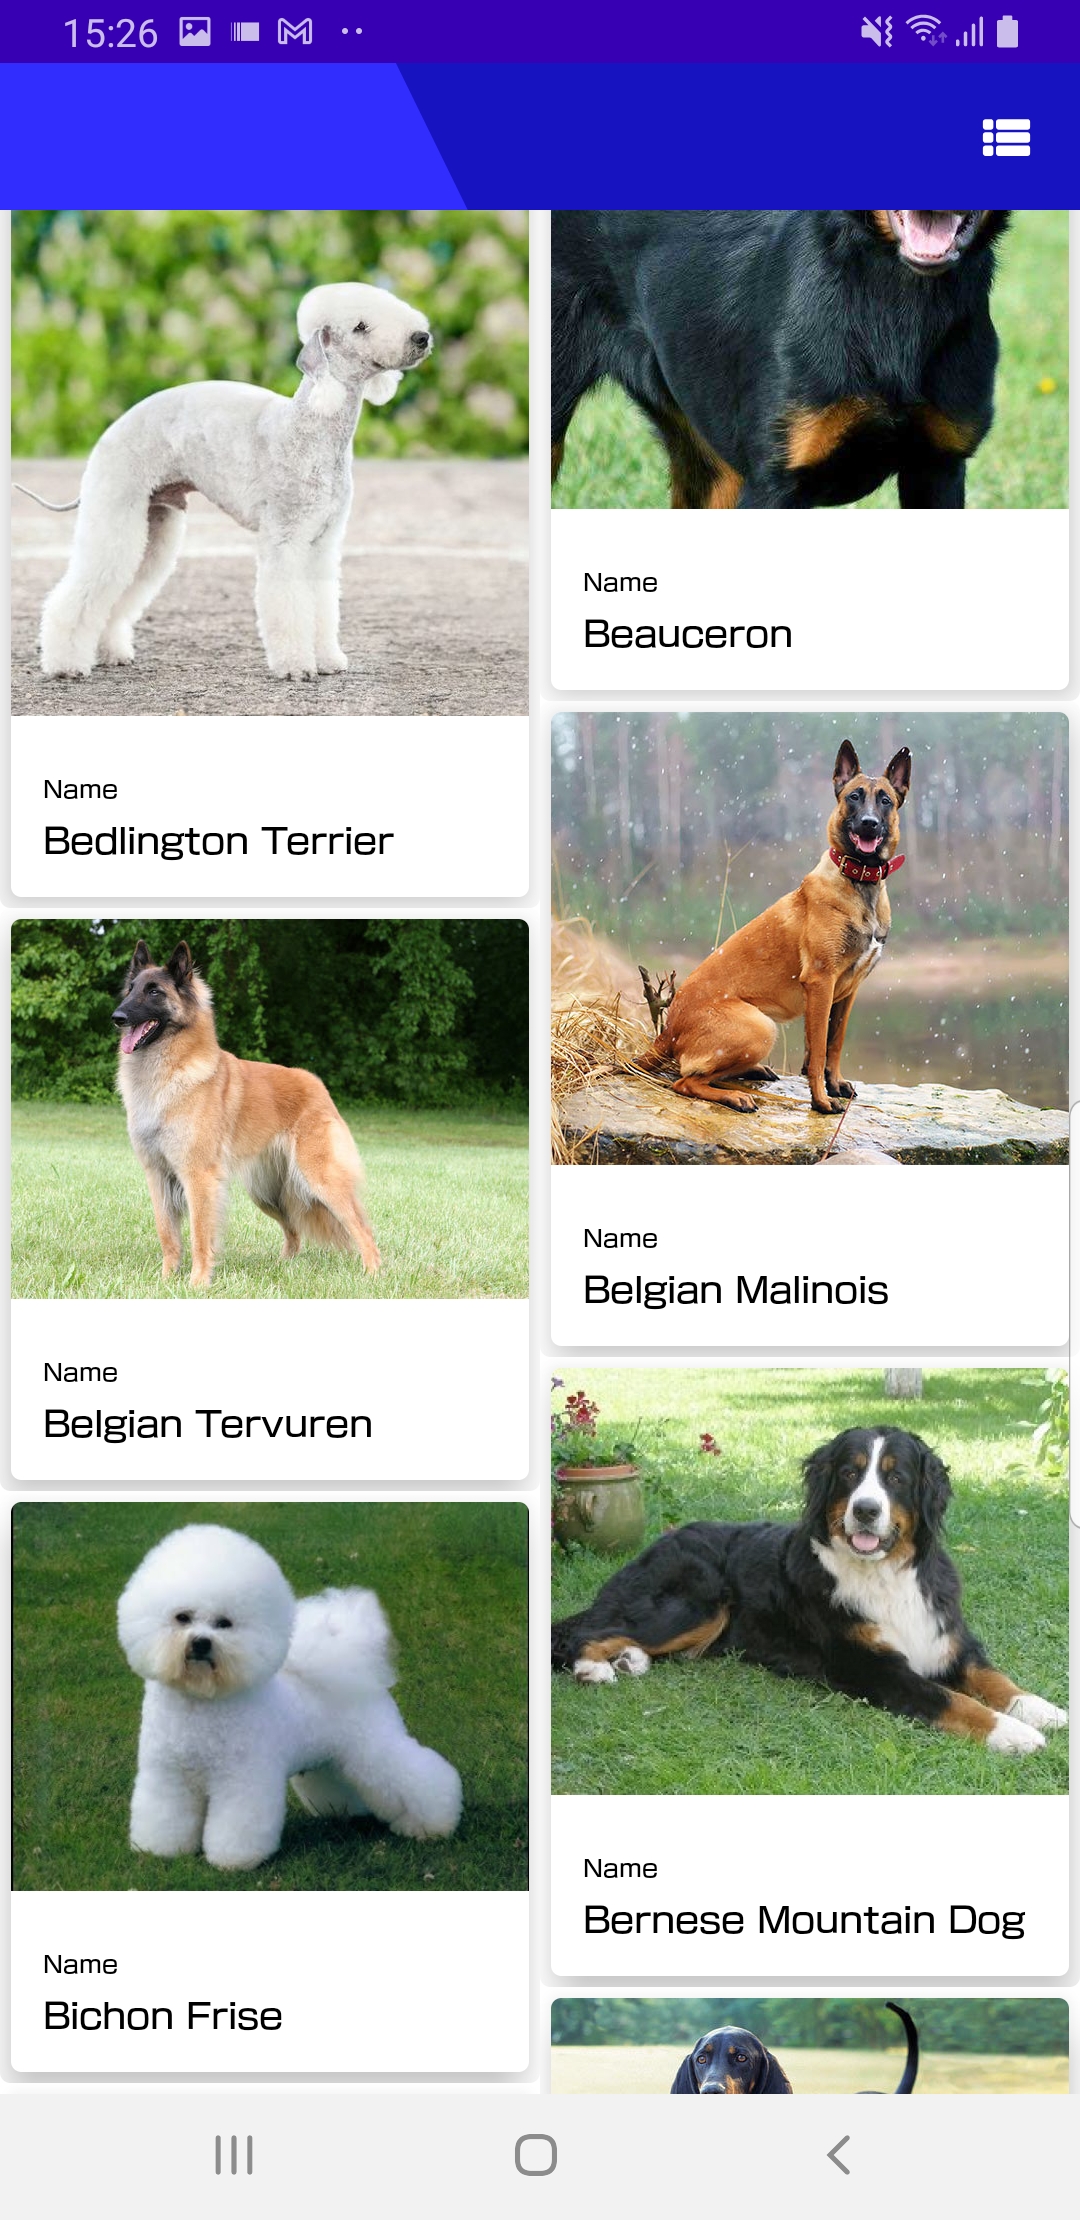 15:26
Name
Beauceron
Name
Bedlington Terrier
Name
Belgian Malinois
Name
Belgian Tervuren
Name
Bernese Mountain Dog
Name
Bichon Frise